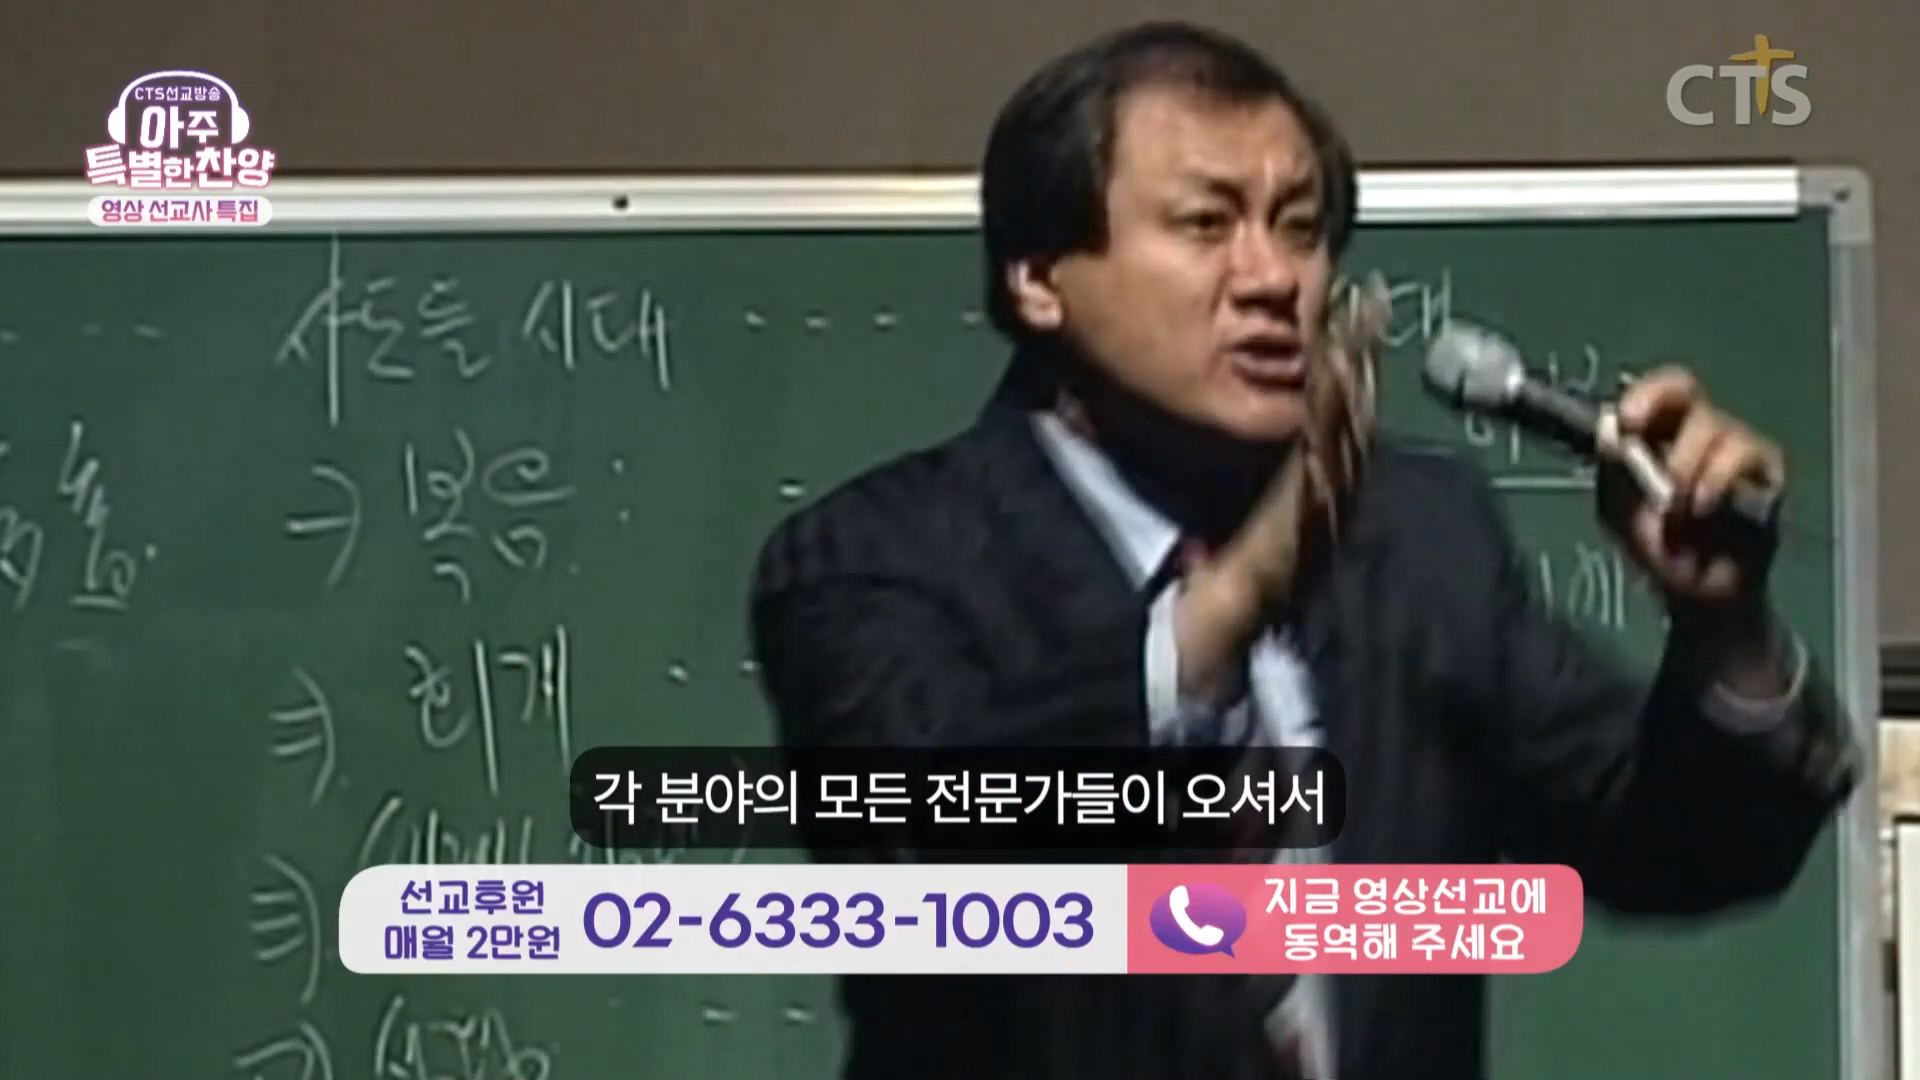 CTS선교방송
아주
특별한찬양
영상 선교사 특집
CTS
사도들 시대
복음:
회게
각 분야의 모든 전문가들이 오셔서
선교후원
매월 2만원
02-6333-1003
지금 영상선교에
동역해 주세요